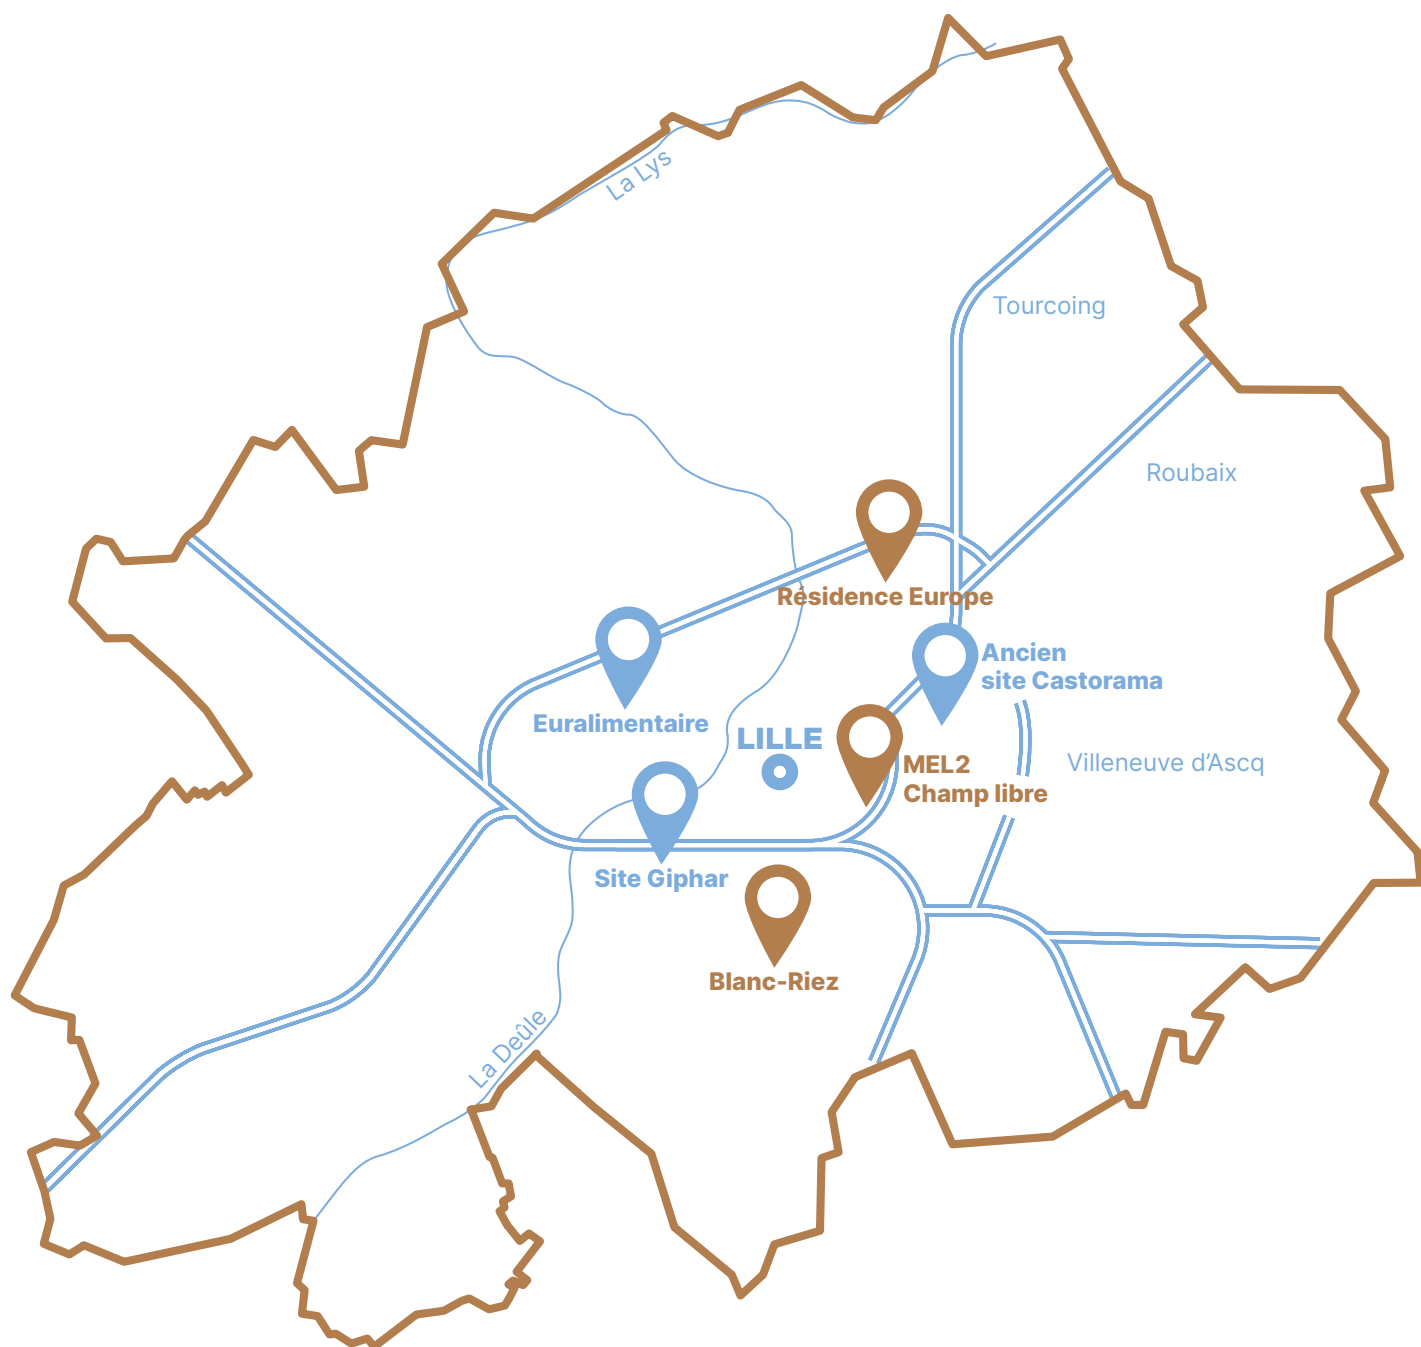 La Lys
Tourcoing
Roubaix
Résidence Europe
Ancien
site Castorama
Euralimentaire
LILLE
MEL2
Champ libre
Villeneuve d'Ascq
Site Giphar
Blanc-Riez
La Deûle